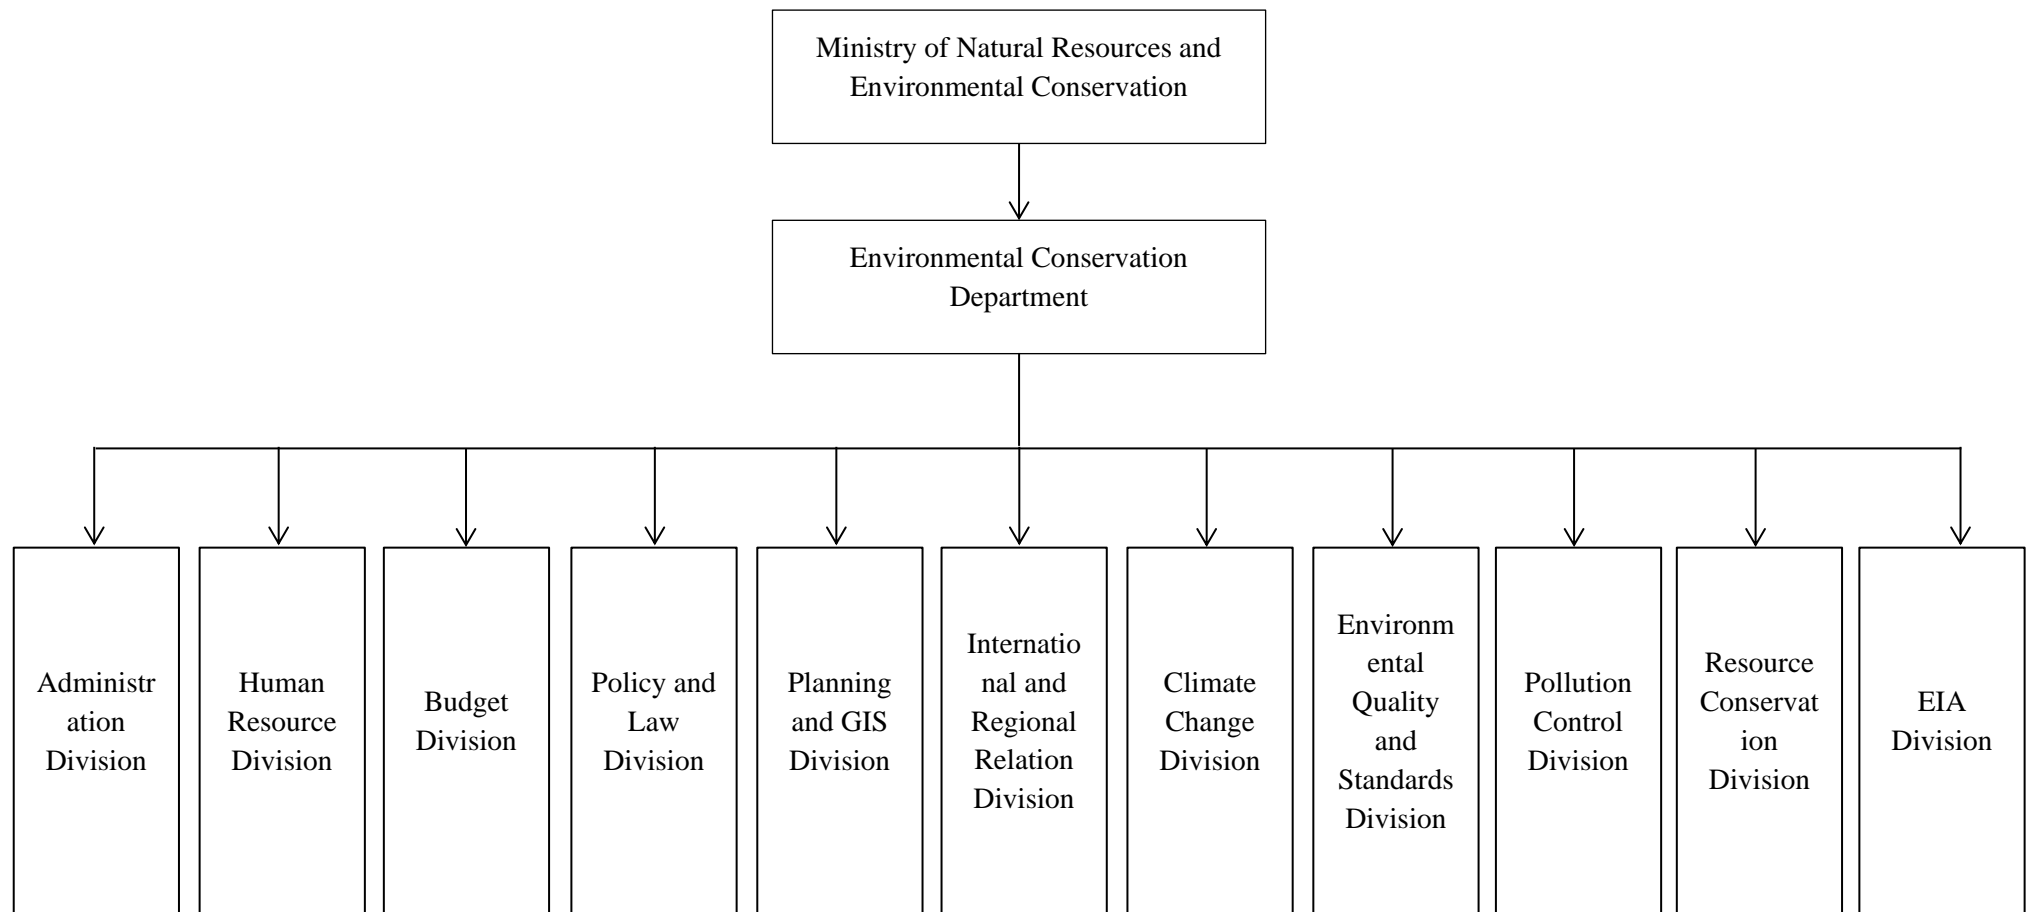 Ministry of Natural Resources and
Environmental Conservation
Environmental Conservation
Department
Administr
ation
Division
Human
Resource
Division
Budget
Division
Policy and
Law
Division
Planning
and GIS
Division
Internatio
nal and
Regional
Relation
Division
Climate
Change
Division
Environm
ental
Quality
and
Standards
Division
Pollution
Control
Division
Resource
Conservat
ion
Division
EIA
Division